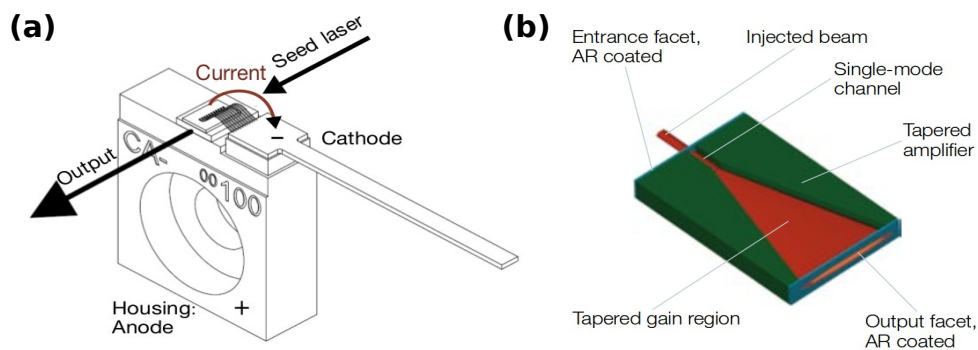 (a)
Seed laser
Current
-
Cathode
Output
CA-
00100
Housing:
Anode
+
(b)
Entrance facet,
AR coated
Injected beam
Single-mode
channel
Tapered
amplifier
Tapered gain region
Output facet,
AR coated